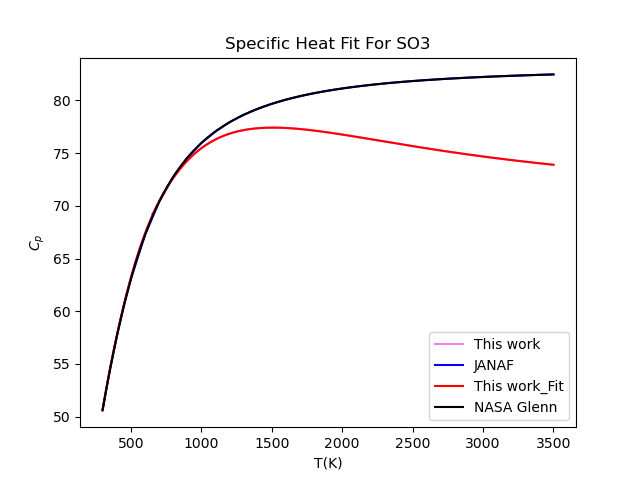 Specific Heat Fit For SO3
80
75
70
65
60
55
50
C_p
500
1000
1500
2000
2500
3000
3500
T(K)
This work
JANAF
This work_Fit
NASA Glenn